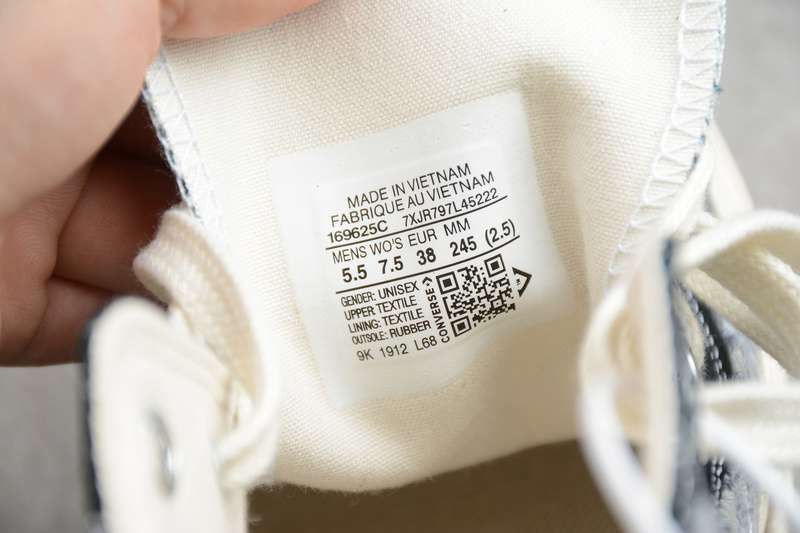 MADE IN VIETNAM
FABRIQUE AU VIETNAM
169625C 7XJR797L45222
MENS WO'S EUR MM
5.5 7.5 38 245 (2.5)
GENDER: UNISEX
UPPER: TEXTILE
LINING: TEXTILE
OUTSOLE: RUBBER
9K 1912 L68
CONVERSE